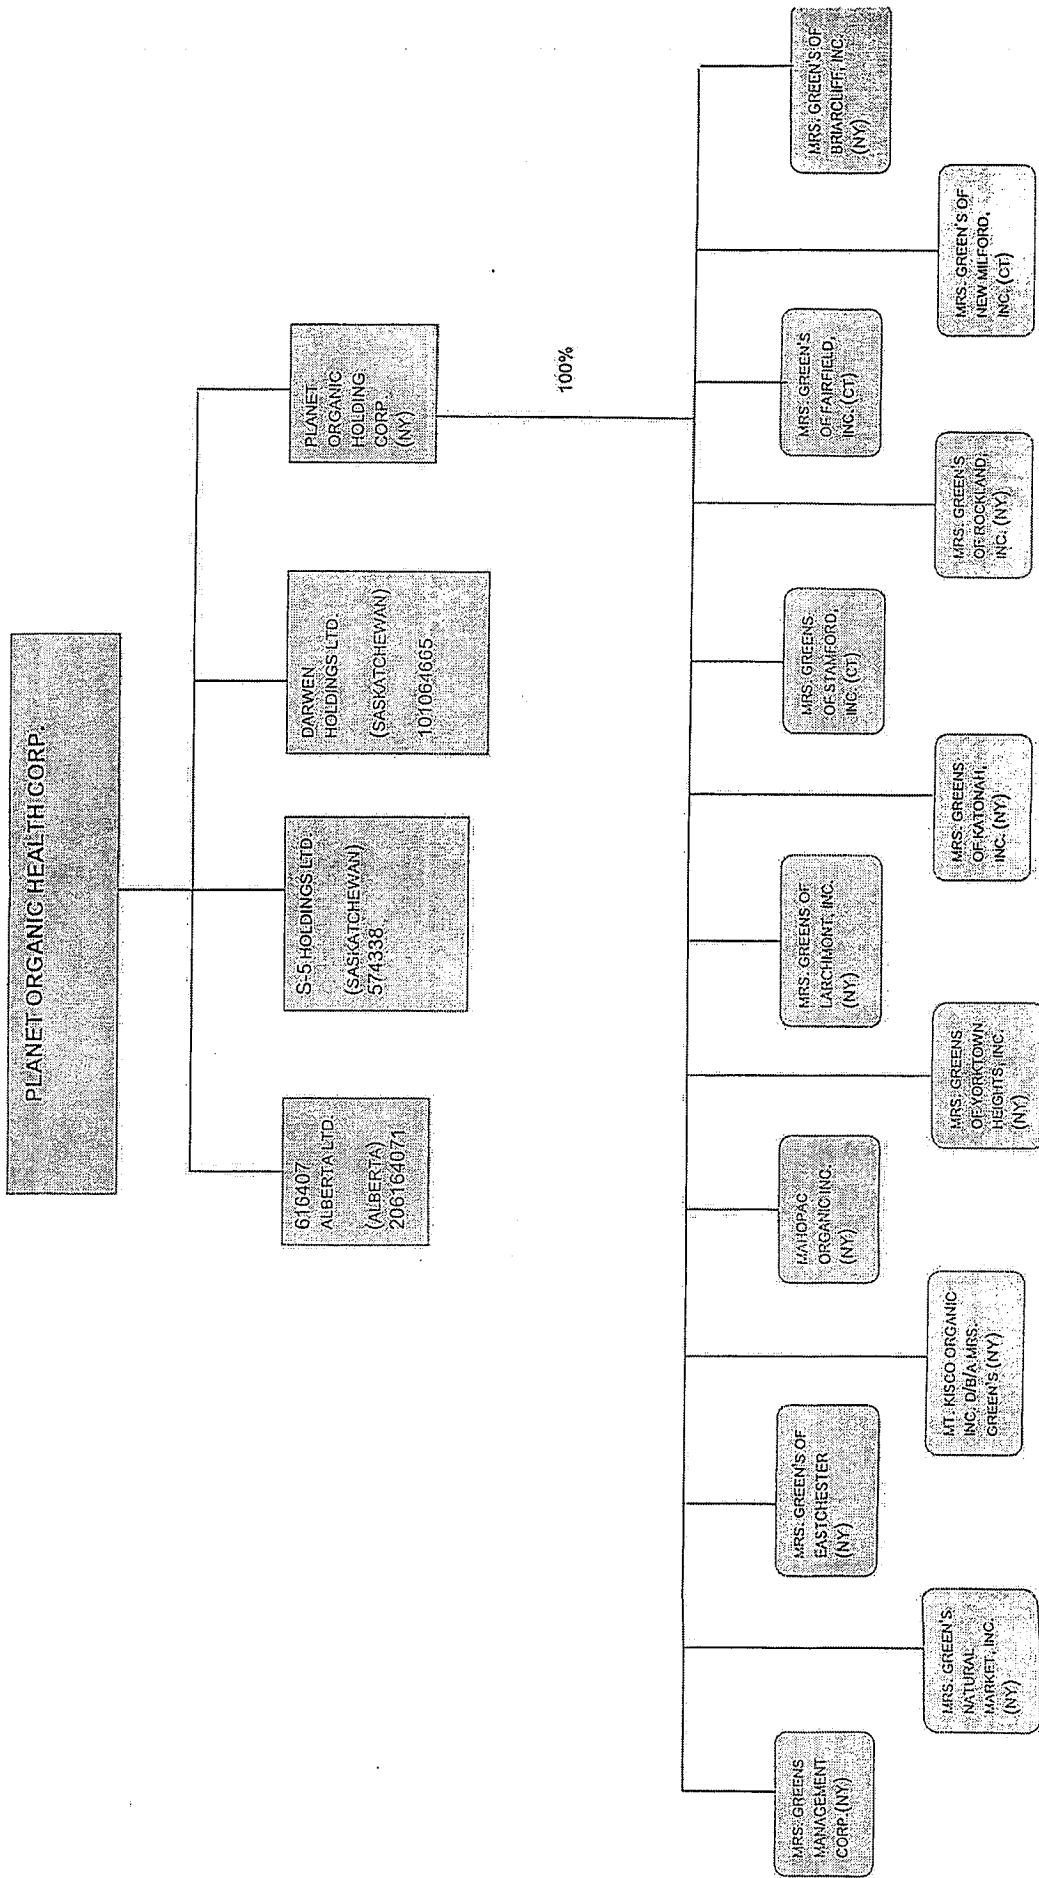 PLANET ORGANIC HEALTH CORP.
616407
ALBERTA LTD.
(ALBERTA)
206164071
S-5 HOLDINGS LTD.
(SASKATCHEWAN)
574338
DARWEN
HOLDINGS LTD.
(SASKATCHEWAN)
101064665
PLANET
ORGANIC
HOLDING
CORP
(NY)
100%
MRS. GREENS
MANAGEMENT
CORP (NY)
MRS. GREEN'S
NATURAL
MARKET, INC.
(NY)
MRS. GREEN'S OF
EASTCHESTER
(NY)
MT. KISCO ORGANIC
INC. D/B/A MRS.
GREEN'S (NY)
MAHOPAC
ORGANIC INC.
(NY)
MRS. GREENS
OF YORKTOWN
HEIGHTS, INC.
(NY)
MRS. GREENS OF
LARCHMONT, INC.
(NY)
MRS. GREENS
OF KATONAH,
INC. (NY)
MRS. GREENS
OF STAMFORD,
INC. (CT)
MRS. GREEN'S
OF ROCKLAND,
INC. (NY)
MRS. GREEN'S
OF FAIRFIELD,
INC. (CT)
MRS. GREEN'S OF
NEW MILFORD,
INC. (CT)
MRS. GREEN'S OF
BRIARCLIFF, INC.
(NY)